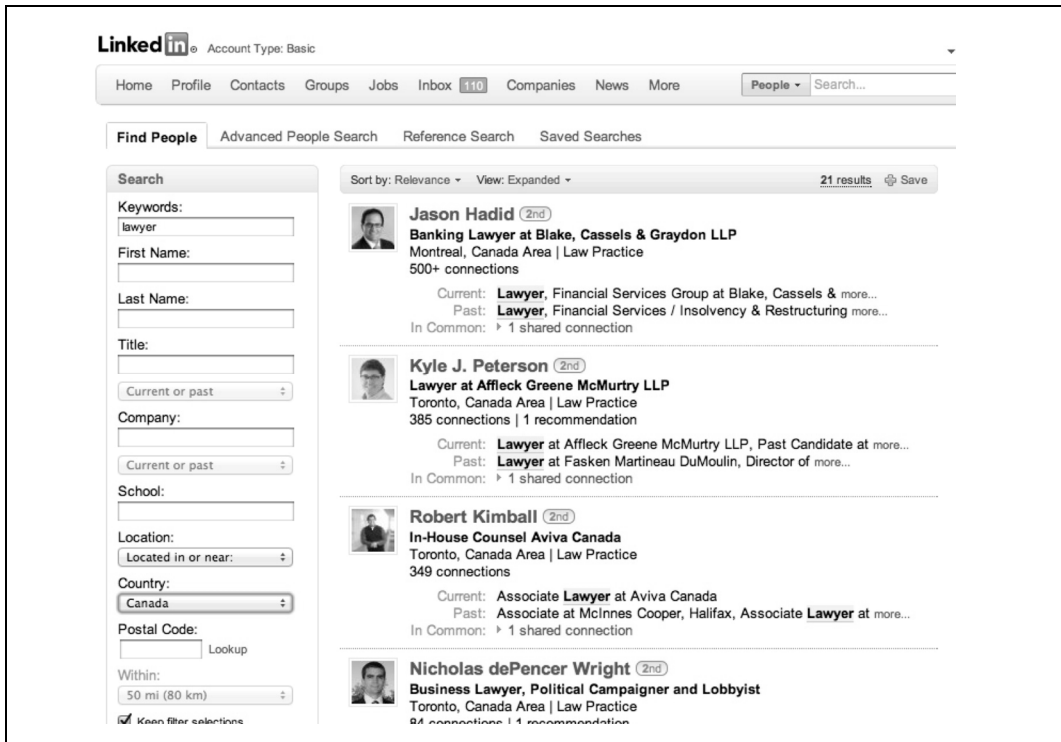 Linked in Account Type: Basic
Home Profile Contacts Groups Jobs Inbox 110 Companies News More People Search...
Find People Advanced People Search Reference Search Saved Searches
Search
Keywords:
lawyer
First Name:
Last Name:
Title:
Current or past
Company:
Current or past
School:
Location:
Located in or near:
Country:
Canada
Postal Code:
Lookup
Within:
50 mi (80 km)
Keep filter selections
Sort by: Relevance View: Expanded 21 results Save
Jason Hadid 2nd
Banking Lawyer at Blake, Cassels & Graydon LLP
Montreal, Canada Area | Law Practice
500+ connections
Current: Lawyer, Financial Services Group at Blake, Cassels & more...
Past: Lawyer, Financial Services / Insolvency & Restructuring more...
In Common: 1 shared connection
Kyle J. Peterson 2nd
Lawyer at Affleck Greene McMurtry LLP
Toronto, Canada Area | Law Practice
385 connections | 1 recommendation
Current: Lawyer at Affleck Greene McMurtry LLP, Past Candidate at more...
Past: Lawyer at Fasken Martineau DuMoulin, Director of more...
In Common: 1 shared connection
Robert Kimball 2nd
In-House Counsel Aviva Canada
Toronto, Canada Area | Law Practice
349 connections
Current: Associate Lawyer at Aviva Canada
Past: Associate at McInnes Cooper, Halifax, Associate Lawyer at more...
In Common: 1 shared connection
Nicholas dePencer Wright 2nd
Business Lawyer, Political Campaigner and Lobbyist
Toronto, Canada Area | Law Practice
84 connections | 1 recommendation